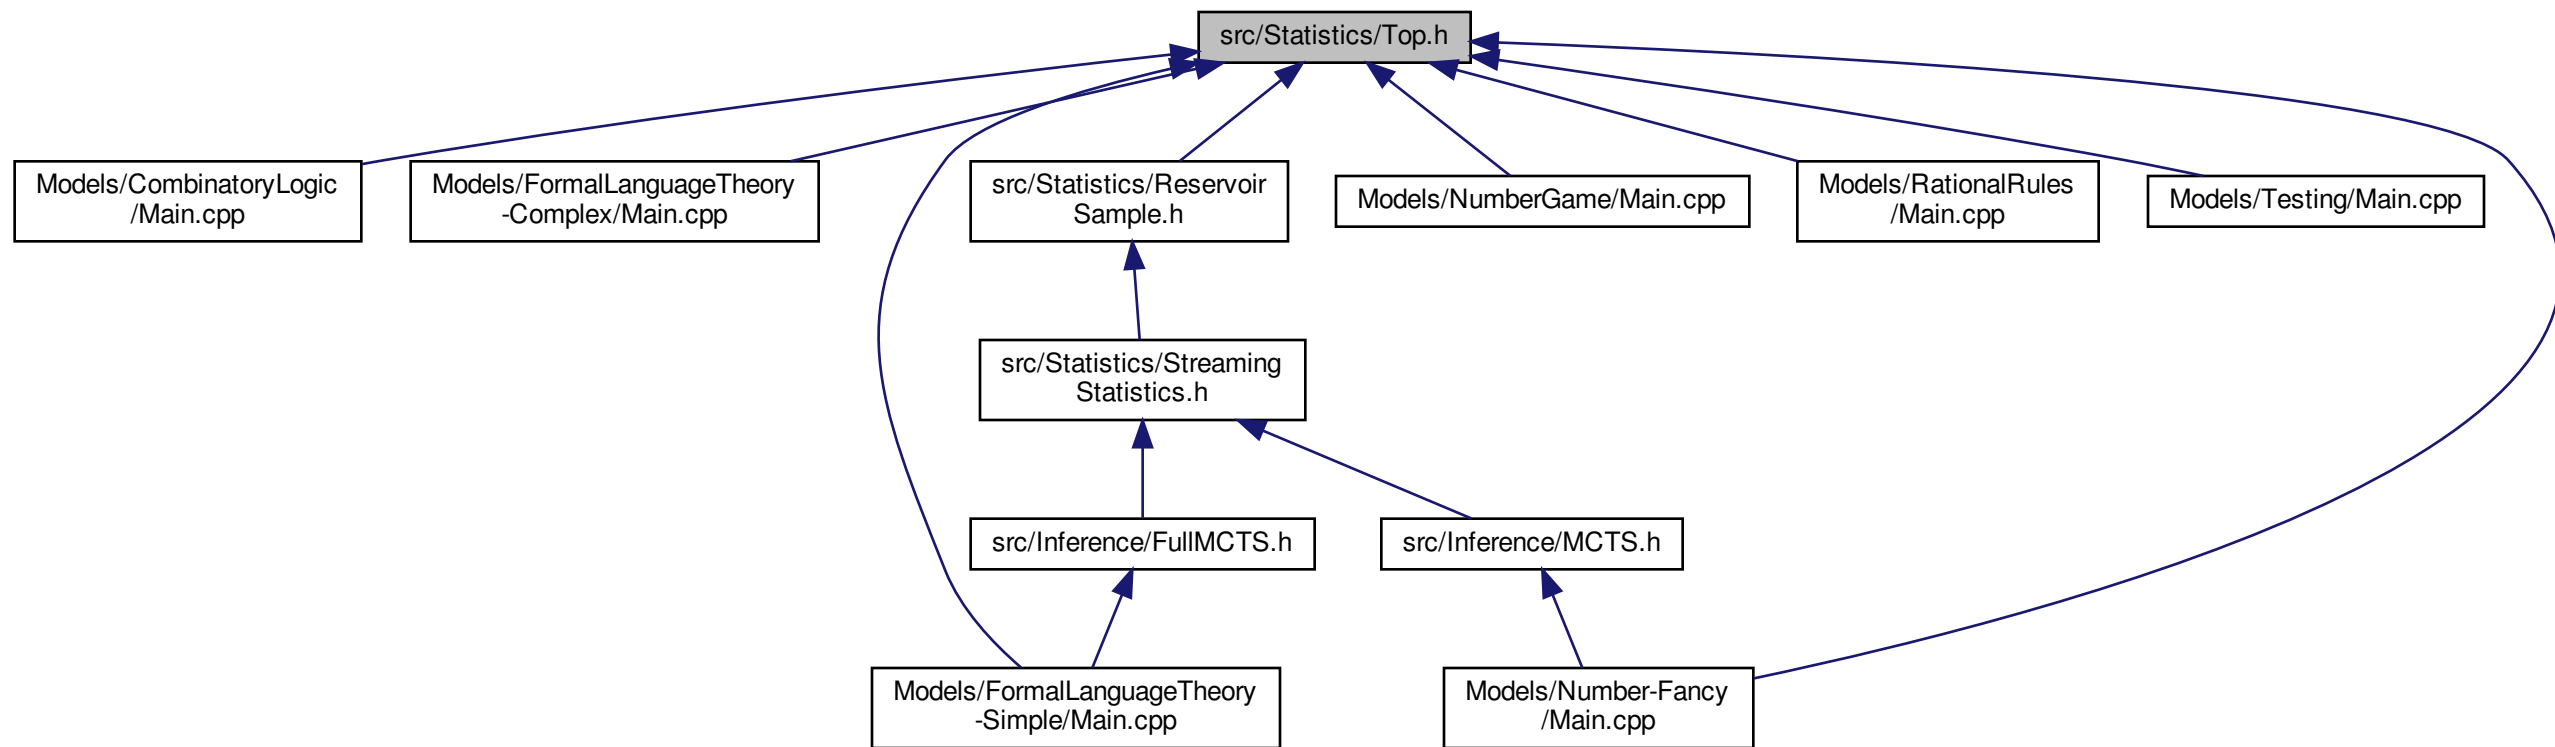 src/Statistics/Top.h
Models/CombinatoryLogic
/Main.cpp
Models/FormalLanguageTheory
-Complex/Main.cpp
src/Statistics/Reservoir
Sample.h
Models/NumberGame/Main.cpp
Models/RationalRules
/Main.cpp
Models/Testing/Main.cpp
src/Statistics/Streaming
Statistics.h
src/Inference/FullMCTS.h
src/Inference/MCTS.h
Models/FormalLanguageTheory
-Simple/Main.cpp
Models/Number-Fancy
/Main.cpp